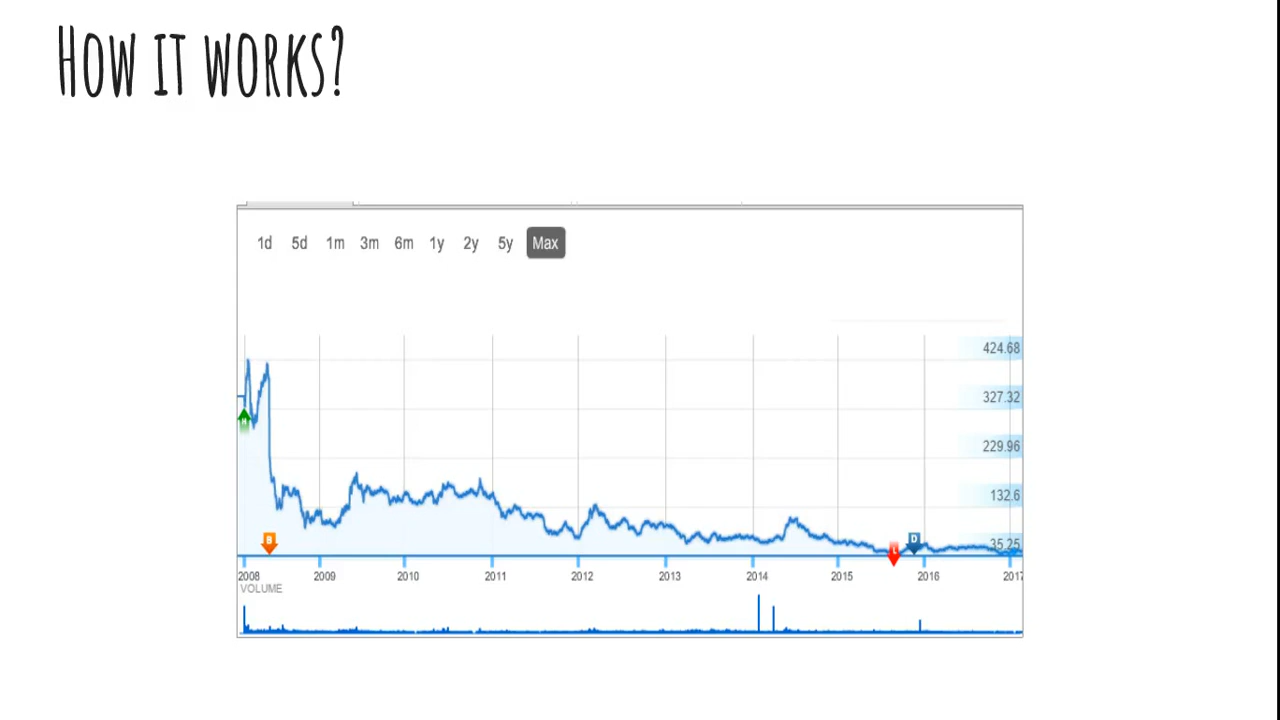 HOW IT WORKS?
1d 5d 1m 3m 6m 1y 2y 5y Max
424.68
327.32
H
229.96
132.6
B
D
35.25
L
2008 2009 2010 2011 2012 2013 2014 2015 2016 2017
VOLUME